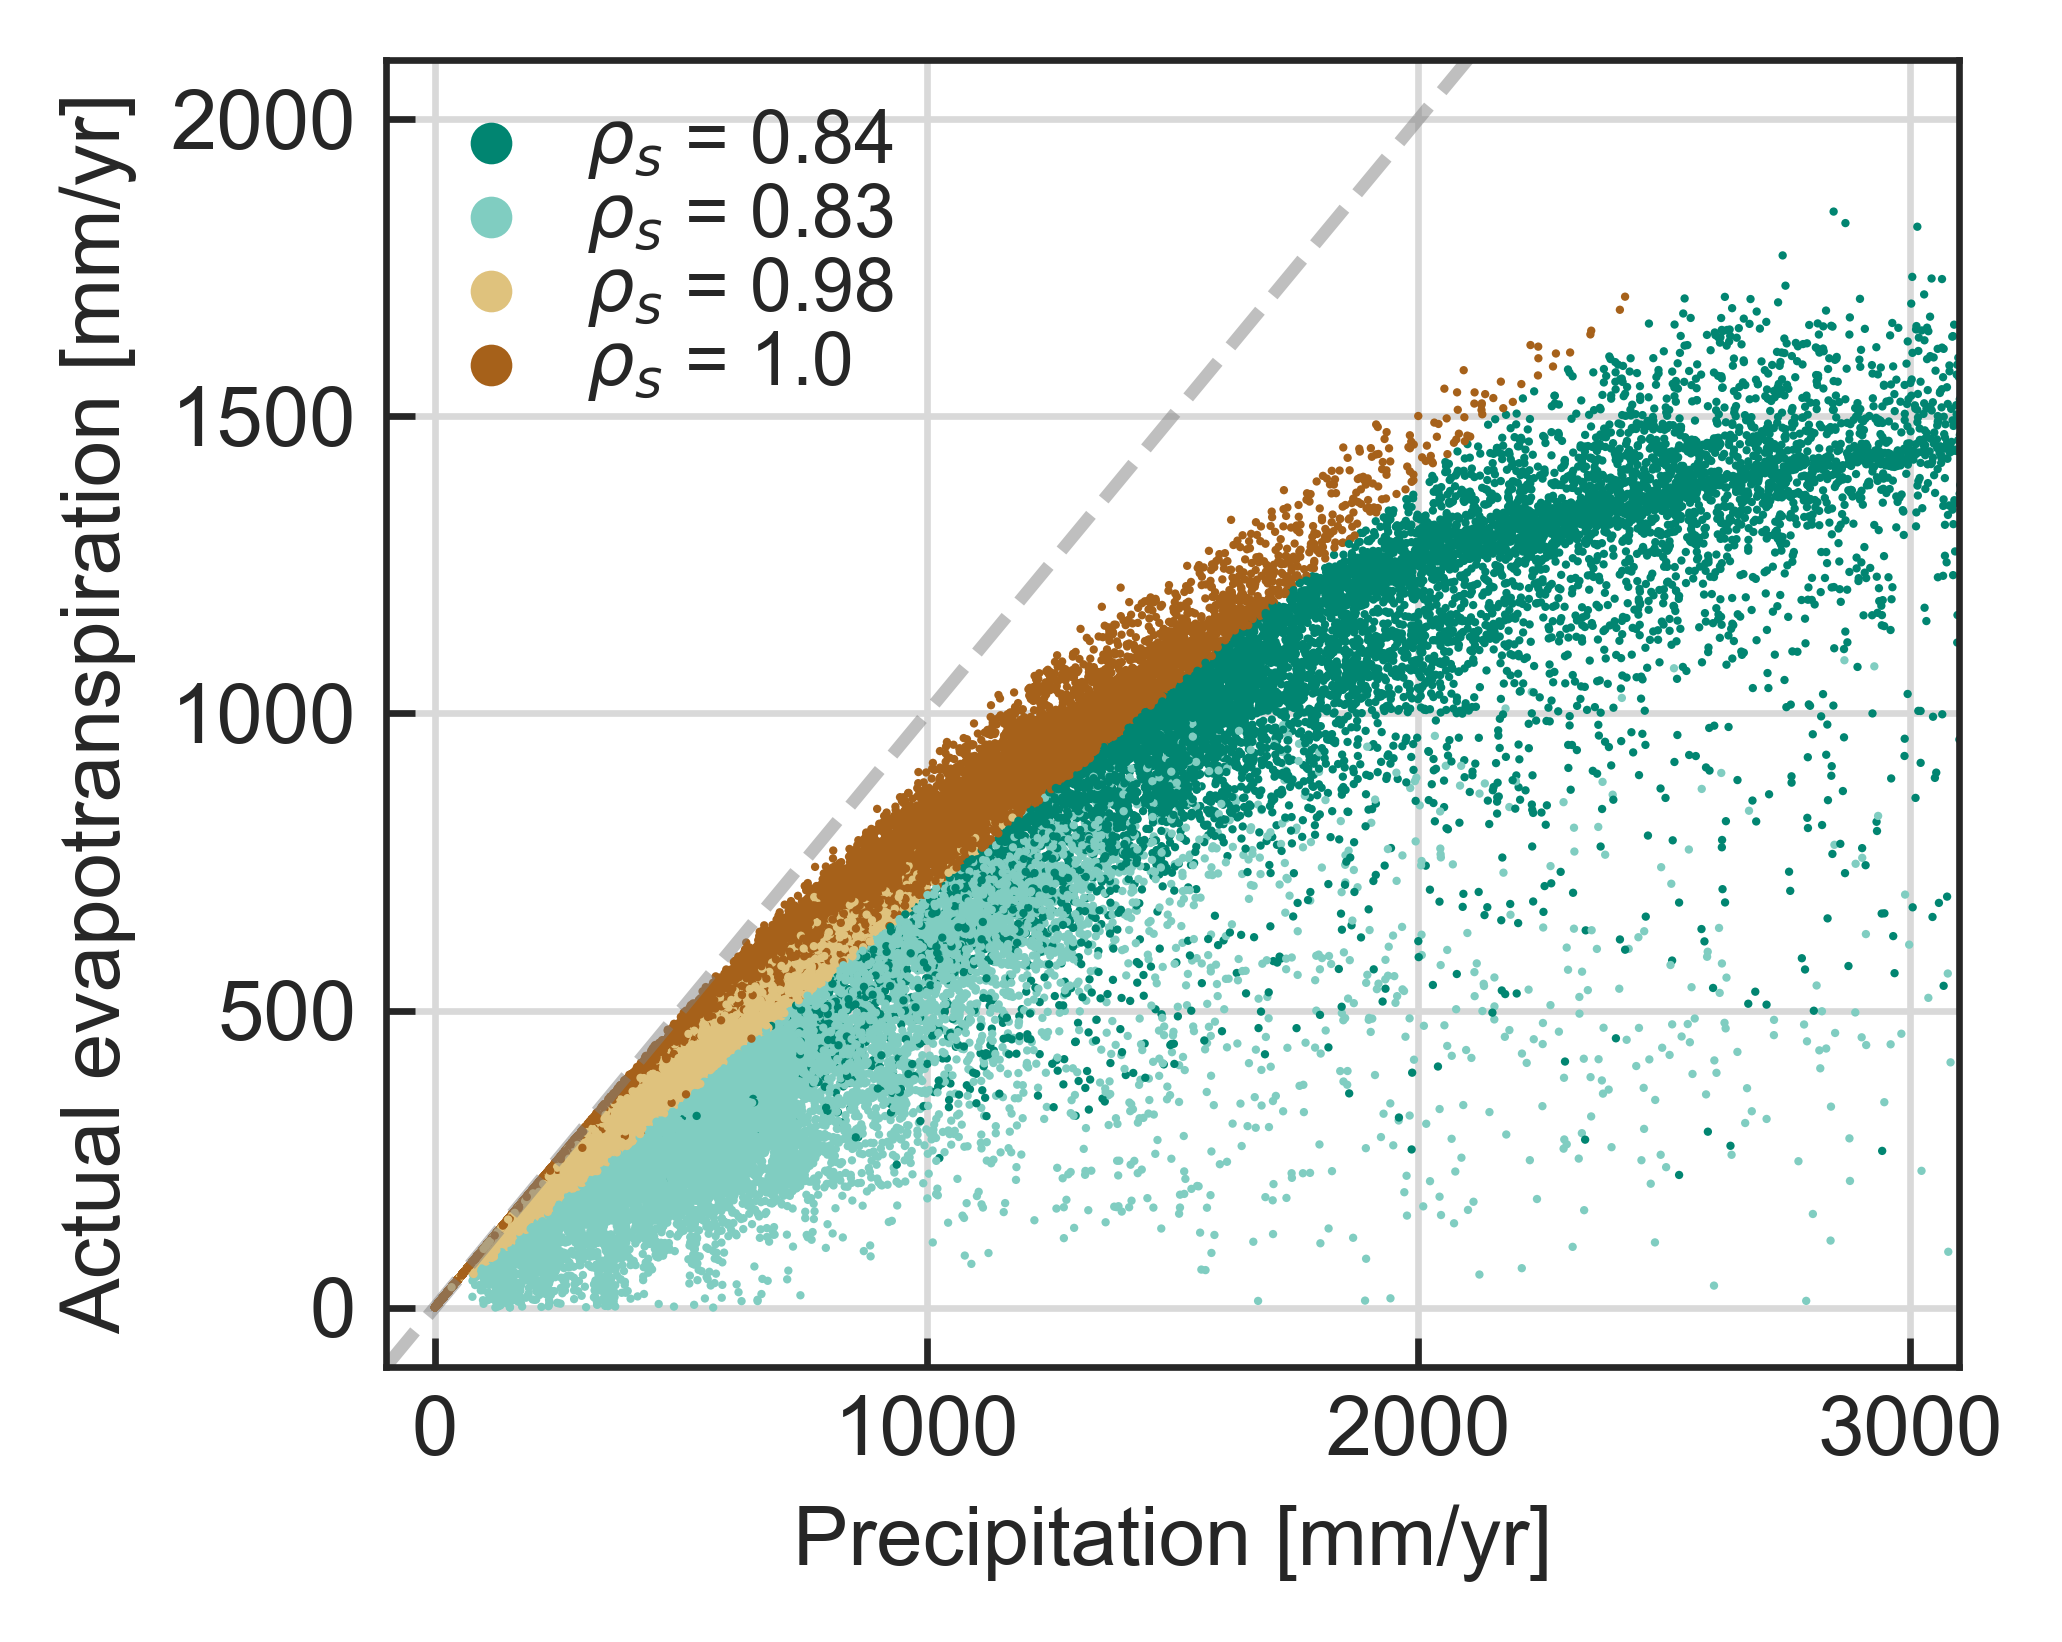 Actual evapotranspiration [mm/yr]
2000
1500
1000
500
0
ρs = 0.84
ρs = 0.83
ρs = 0.98
ρs = 1.0
0 1000 2000 3000
Precipitation [mm/yr]